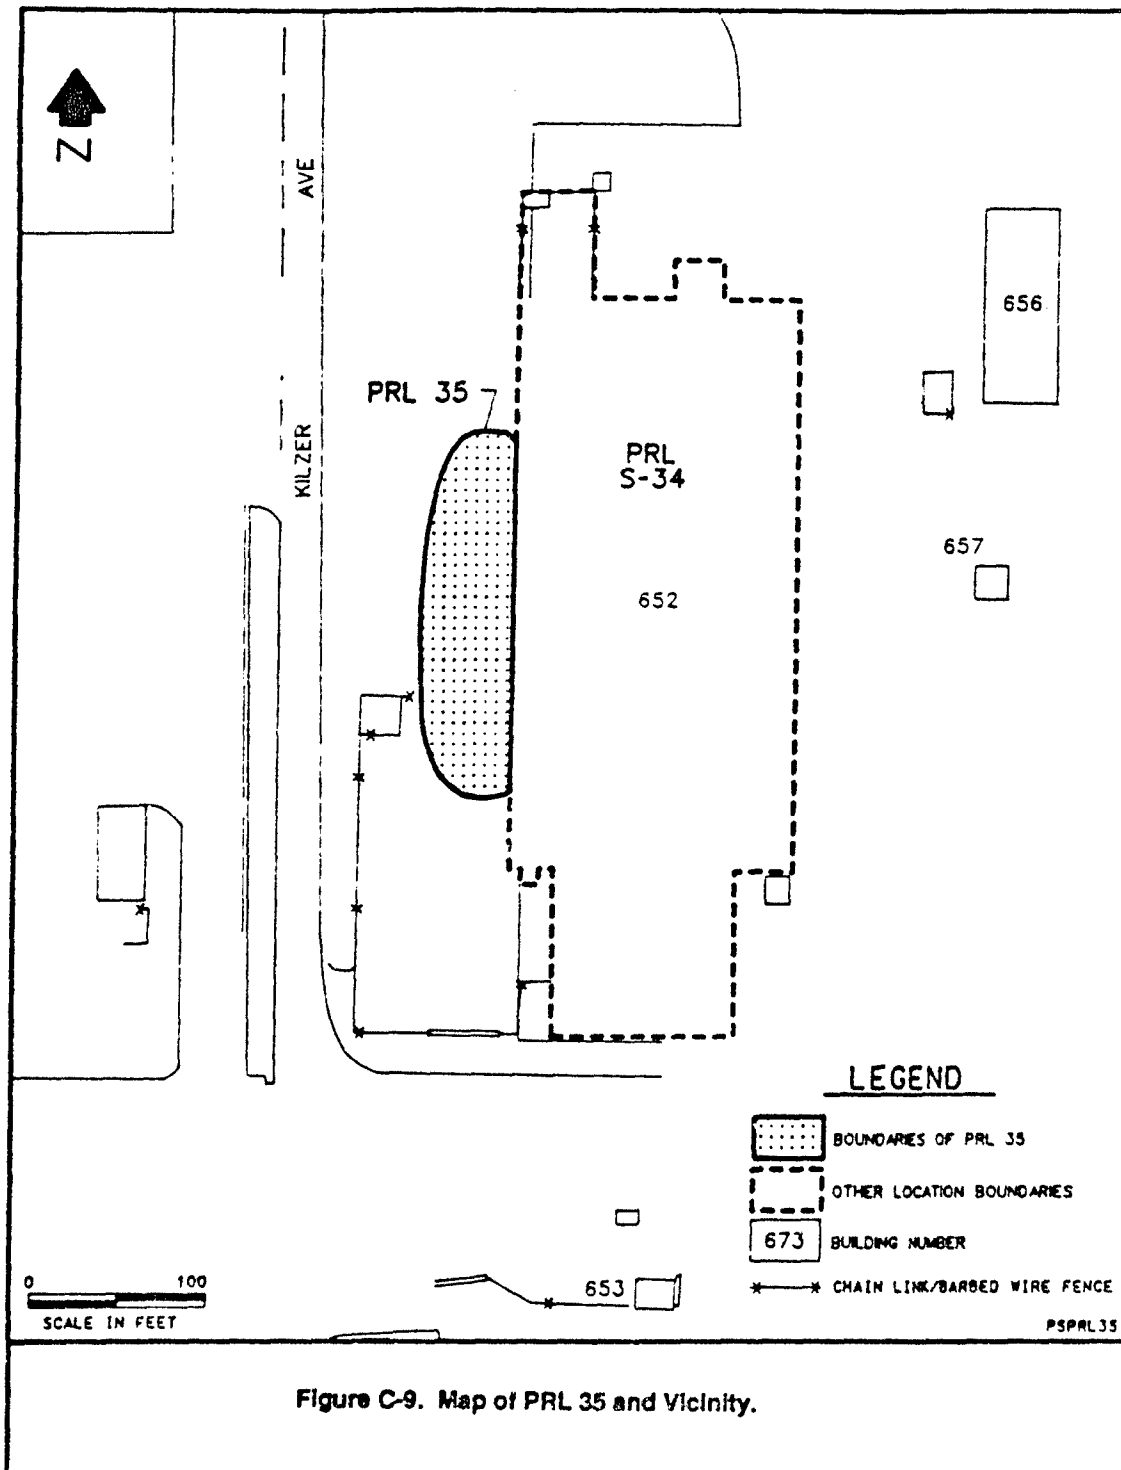 N
AVE
KILZER
PRL 35
PRL
S-34
652
656
657
653
LEGEND
BOUNDARIES OF PRL 35
OTHER LOCATION BOUNDARIES
673 BUILDING NUMBER
CHAIN LINK/BARBED WIRE FENCE
0 100
SCALE IN FEET
PSPRL35
Figure C-9. Map of PRL 35 and Vicinity.